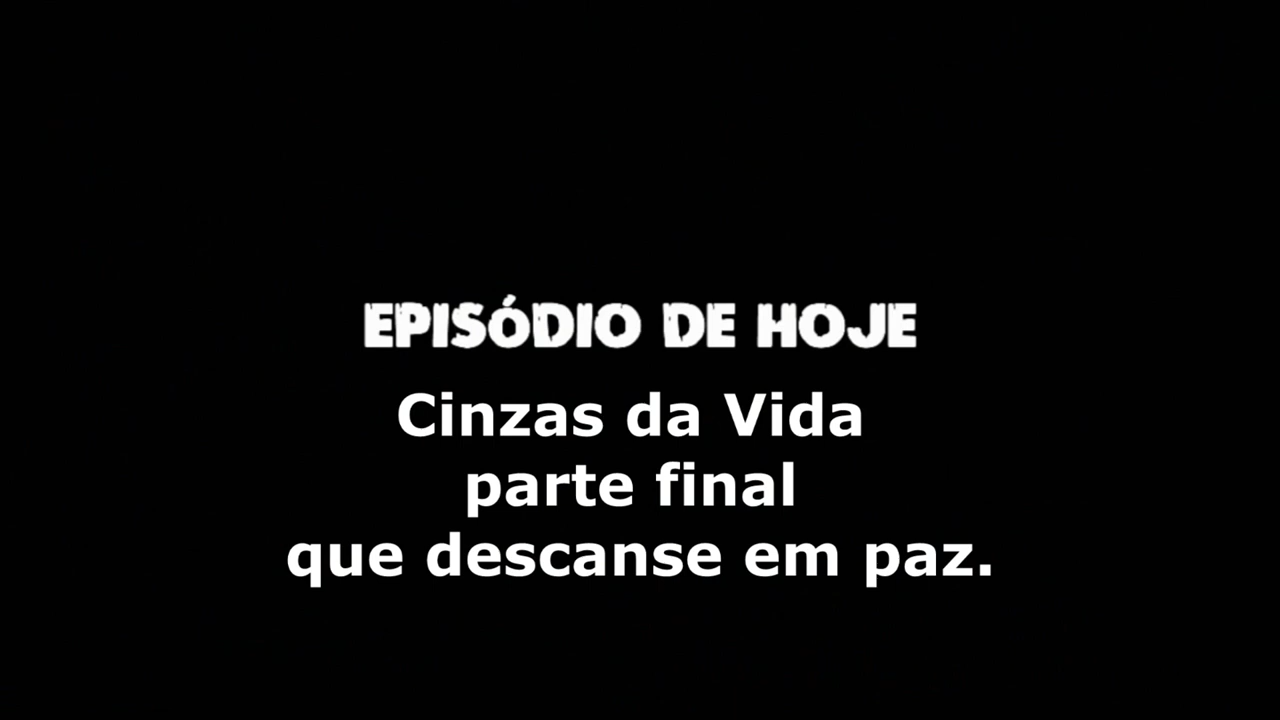 EPISÓDIO DE HOJE
Cinzas da Vida
parte final
que descanse em paz.